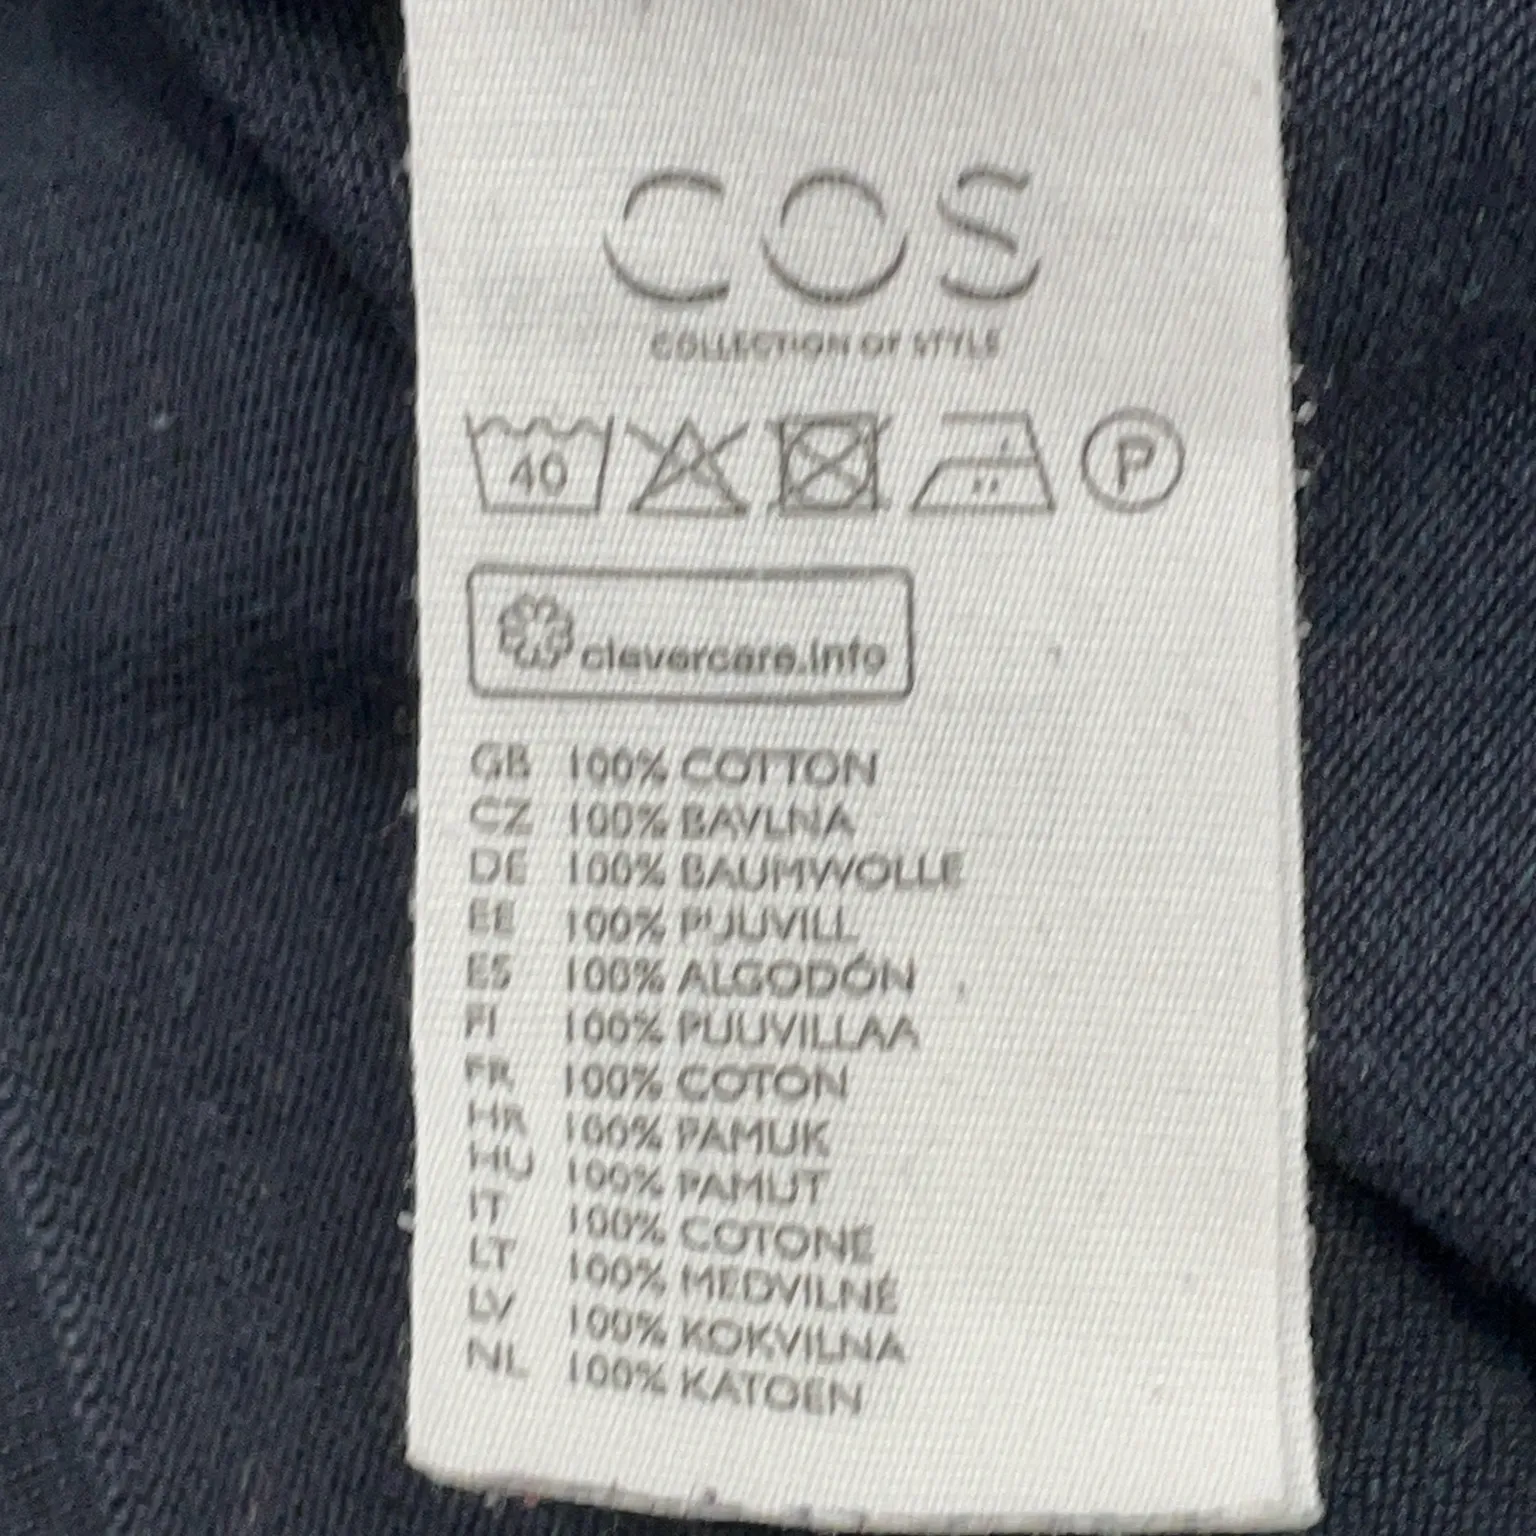 COS
COLLECTION OF STYLE
40 P
clevercare.info
GB 100% COTTON
CZ 100% BAVLNA
DE 100% BAUMWOLLE
EE 100% PUUVILL
ES 100% ALGODÓN
FI 100% PUUVILLAA
FR 100% COTON
HR 100% PAMUK
HU 100% PAMUT
IT 100% COTONE
LT 100% MEDVILNĖ
LV 100% KOKVILNA
NL 100% KATOEN